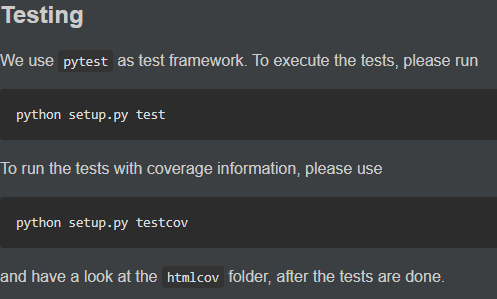 Testing
We use pytest as test framework. To execute the tests, please run
python setup.py test
To run the tests with coverage information, please use
python setup.py testcov
and have a look at the htmlcov folder, after the tests are done.